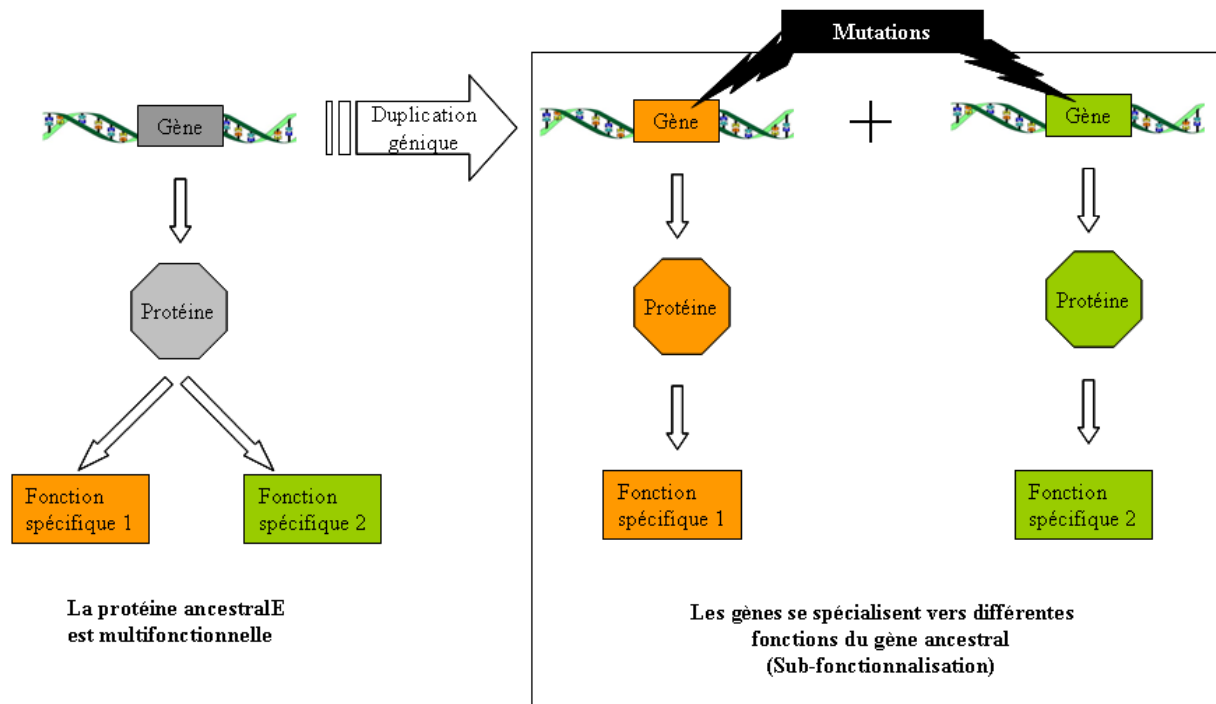 Mutations
Gène
Duplication
génique
Gène
Gène
Protéine
Protéine
Protéine
Fonction
spécifique 1
Fonction
spécifique 2
Fonction
spécifique 1
Fonction
spécifique 2
La protéine ancestralE
est multifonctionnelle
Les gènes se spécialisent vers différentes
fonctions du gène ancestral
(Sub-fonctionnalisation)